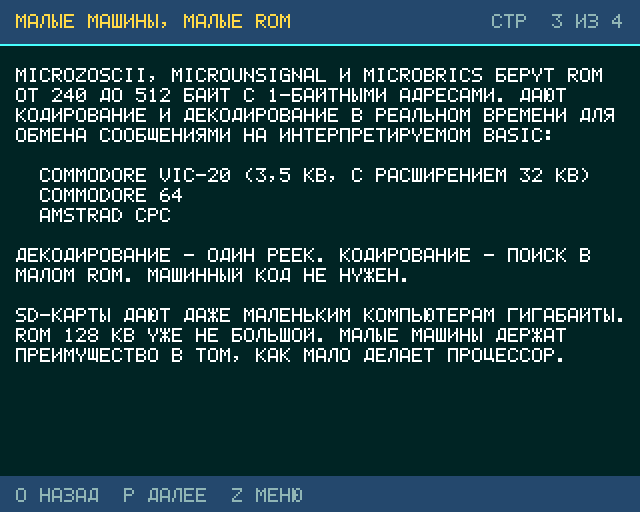 МАЛЫЕ МАШИНЫ, МАЛЫЕ ROM
СТР 3 ИЗ 4
MICROZOSCII, MICROUNSIGNAL И MICROBRICS БЕРУТ ROM
ОТ 240 ДО 512 БАЙТ С 1-БАЙТНЫМИ АДРЕСАМИ. ДАЮТ
КОДИРОВАНИЕ И ДЕКОДИРОВАНИЕ В РЕАЛЬНОМ ВРЕМЕНИ ДЛЯ
ОБМЕНА СООБЩЕНИЯМИ НА ИНТЕРПРЕТИРУЕМОМ BASIC:
COMMODORE VIC-20 (3,5 КВ, С РАСШИРЕНИЕМ 32 КВ)
COMMODORE 64
AMSTRAD CPC
ДЕКОДИРОВАНИЕ - ОДИН PEEK. КОДИРОВАНИЕ - ПОИСК В
МАЛОМ ROM. МАШИННЫЙ КОД НЕ НУЖЕН.
SD-КАРТЫ ДАЮТ ДАЖЕ МАЛЕНЬКИМ КОМПЬЮТЕРАМ ГИГАБАЙТЫ.
ROM 128 КВ УЖЕ НЕ БОЛЬШОЙ. МАЛЫЕ МАШИНЫ ДЕРЖАТ
ПРЕИМУЩЕСТВО В ТОМ, КАК МАЛО ДЕЛАЕТ ПРОЦЕССОР.
O НАЗАД P ДАЛЕЕ Z МЕНЮ